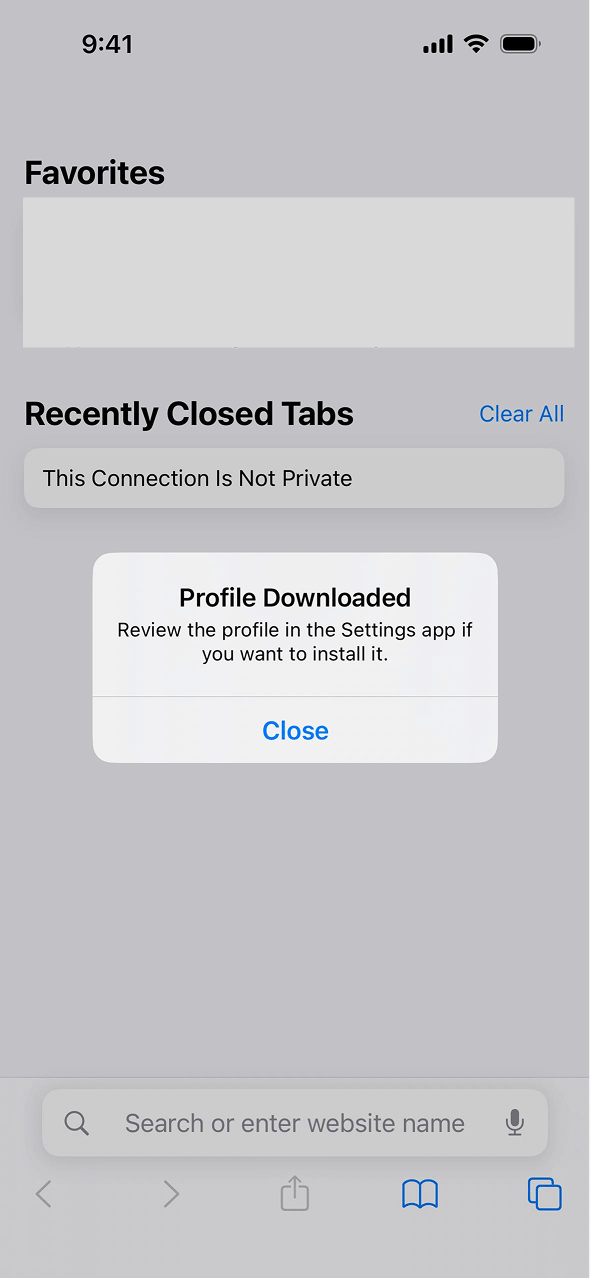 9:41
Favorites
Recently Closed Tabs
Clear All
This Connection Is Not Private
Profile Downloaded
Review the profile in the Settings app if
you want to install it.
Close
Search or enter website name